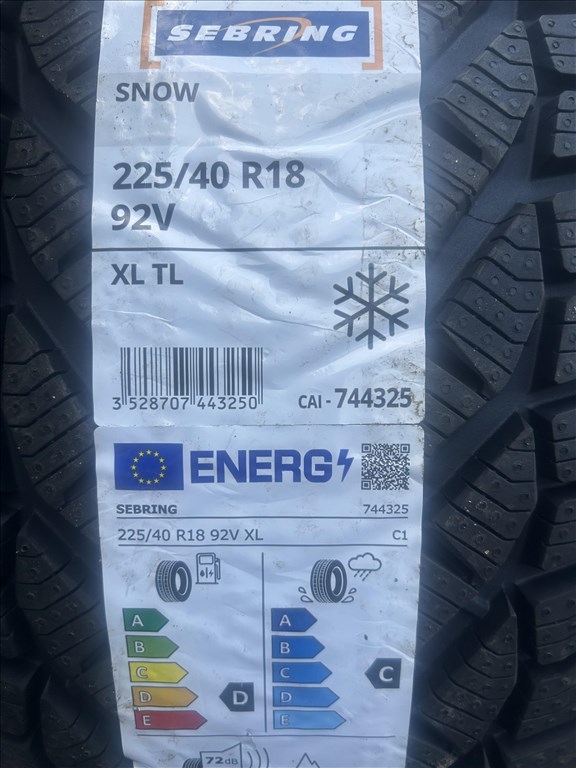 SEBRING
SNOW
225/40 R18
92V
XL TL
3 528707 443250
CAI - 744325
ENERG
SEBRING 744325
225/40 R18 92V XL C1
A A
B B
C C C
D D D
E E
72dB